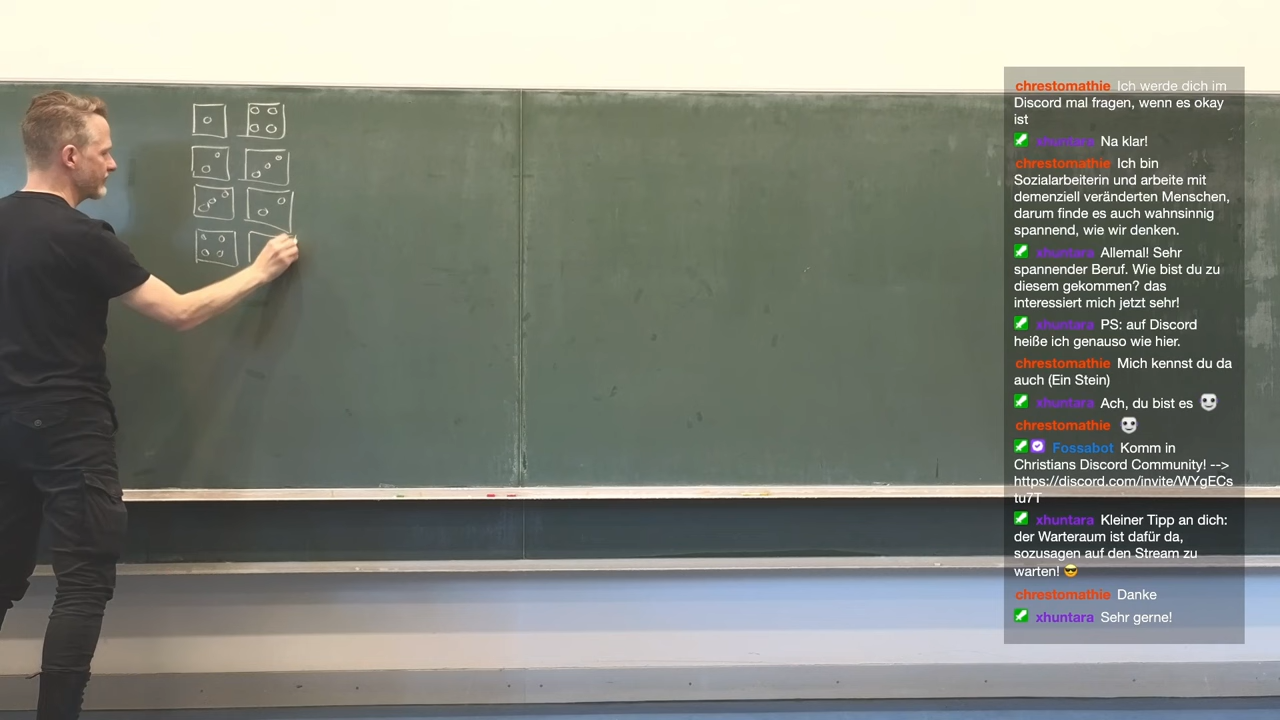 chrestomathie Ich werde dich im
Discord mal fragen, wenn es okay
ist
xhuntara Na klar!
chrestomathie Ich bin
Sozialarbeiterin und arbeite mit
demenziell veränderten Menschen,
darum finde es auch wahnsinnig
spannend, wie wir denken.
xhuntara Allemal! Sehr
spannender Beruf. Wie bist du zu
diesem gekommen? das
interessiert mich jetzt sehr!
xhuntara PS: auf Discord
heiße ich genauso wie hier.
chrestomathie Mich kennst du da
auch (Ein Stein)
xhuntara Ach, du bist es
chrestomathie
Fossabot Komm in
Christians Discord Community! -->
https://discord.com/invite/WYgECs
tu7T
xhuntara Kleiner Tipp an dich:
der Warteraum ist dafür da,
sozusagen auf den Stream zu
warten! 😎
chrestomathie Danke
xhuntara Sehr gerne!